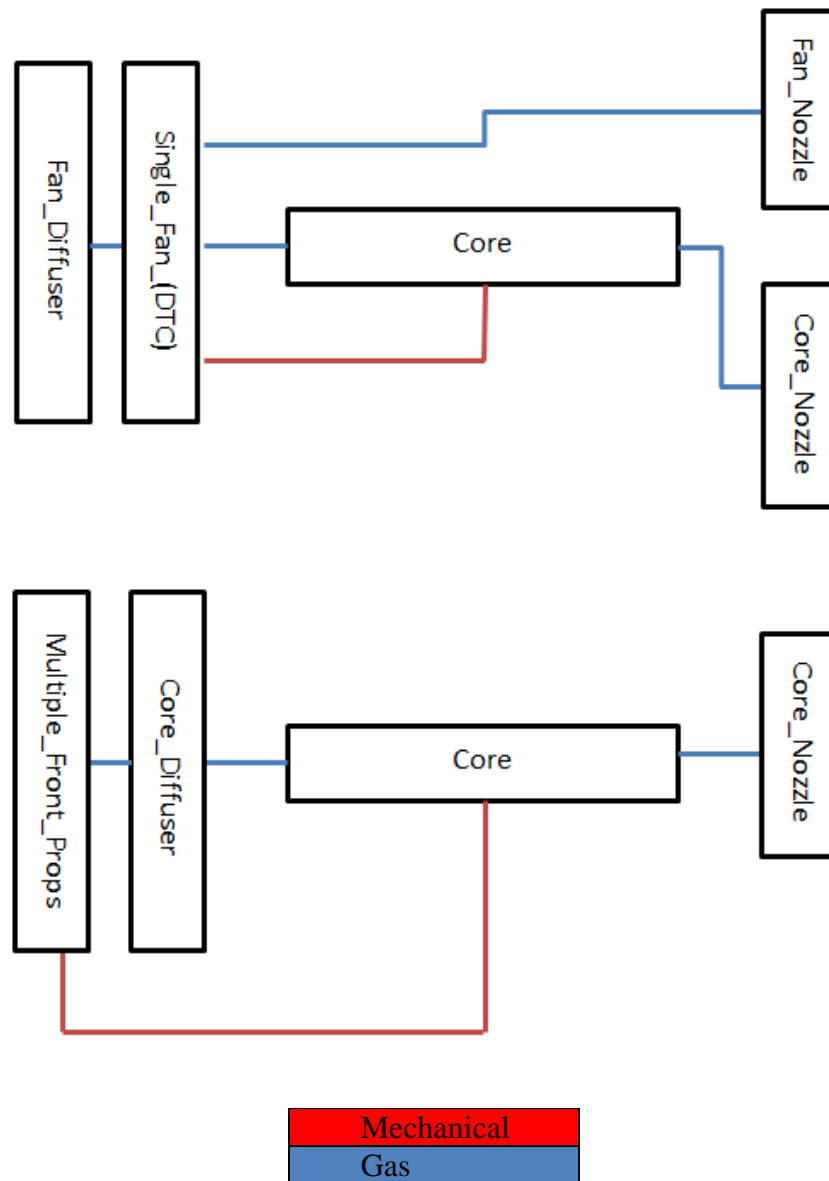 Fan_Diffuser
Single_Fan_(DTC)
Fan_Nozzle
Core
Core_Nozzle
Multiple_Front_Props
Core_Diffuser
Core
Core_Nozzle
Mechanical
Gas